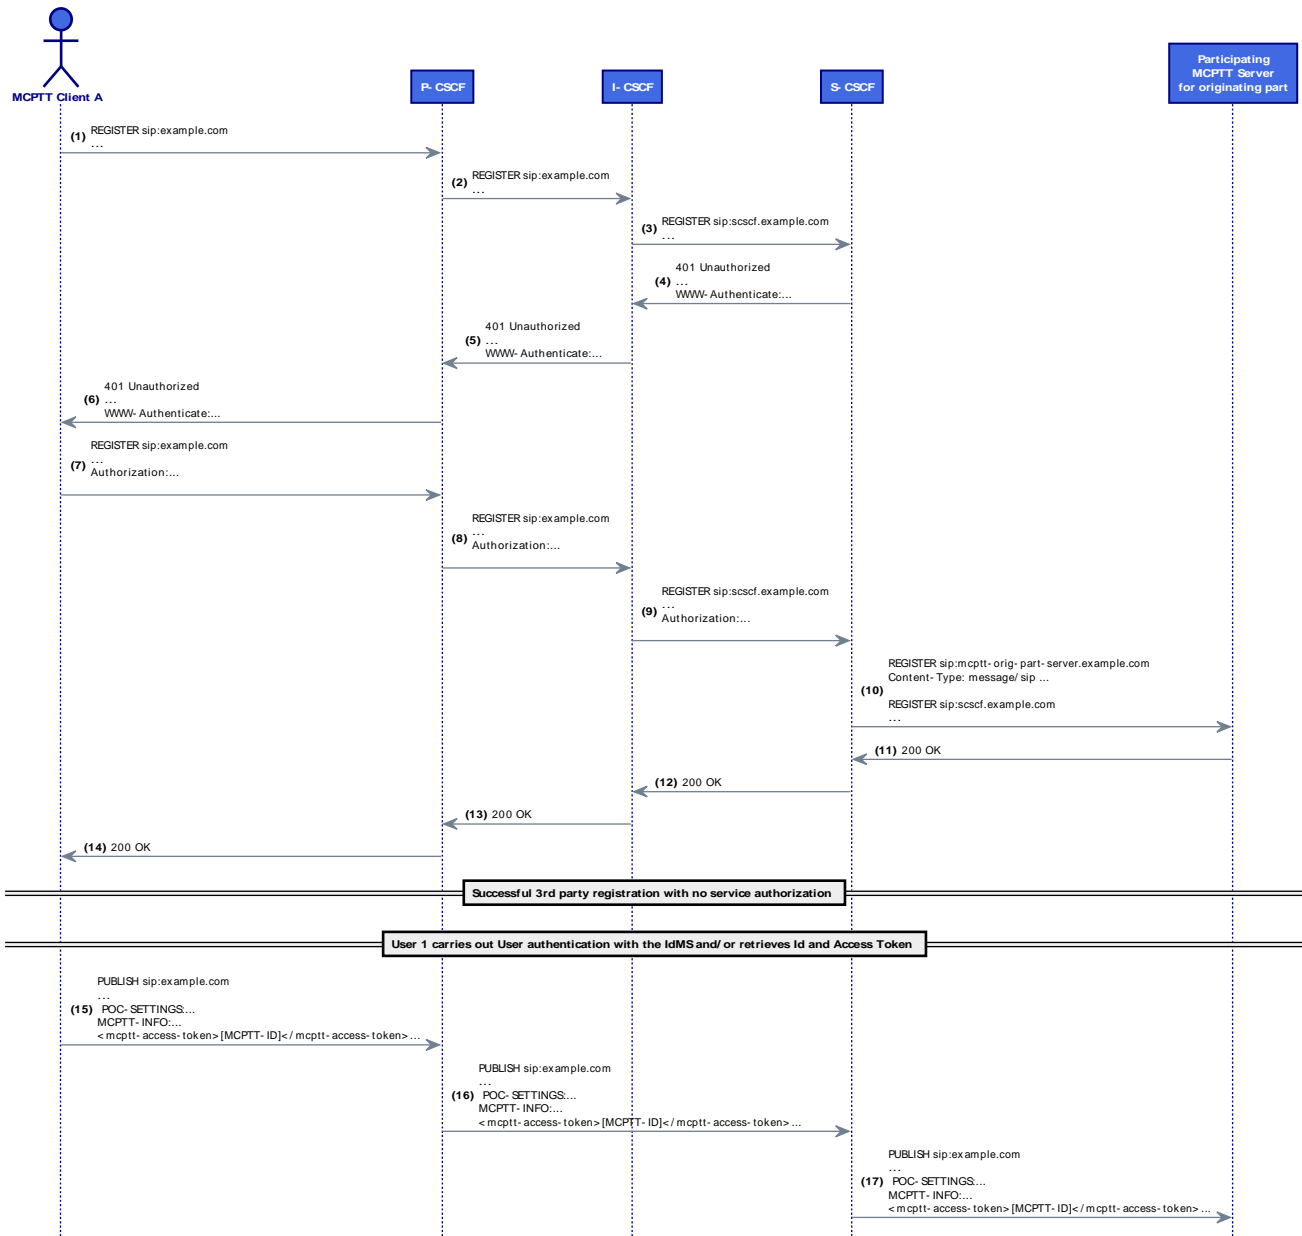 MCPTT Client A
P- CSCF
I- CSCF
S- CSCF
Participating
MCPTT Server
for originating part
(1) REGISTER sip:example.com
...
(2) REGISTER sip:example.com
...
(3) REGISTER sip:scscf.example.com
...
401 Unauthorized
(4) ...
WWW- Authenticate:...
401 Unauthorized
(5) ...
WWW- Authenticate:...
401 Unauthorized
(6) ...
WWW- Authenticate:...
REGISTER sip:example.com
(7) ...
Authorization:...
REGISTER sip:example.com
(8) ...
Authorization:...
REGISTER sip:scscf.example.com
(9) ...
Authorization:...
REGISTER sip:mcptt- orig- part- server.example.com
Content- Type: message/ sip ...
(10)
REGISTER sip:scscf.example.com
...
(11) 200 OK
(12) 200 OK
(13) 200 OK
(14) 200 OK
Successful 3rd party registration with no service authorization
User 1 carries out User authentication with the IdMS and/ or retrieves Id and Access Token
PUBLISH sip:example.com
...
(15) POC- SETTINGS:...
MCPTT- INFO:...
< mcptt- access- token> [MCPTT- ID]< / mcptt- access- token> ...
PUBLISH sip:example.com
...
(16) POC- SETTINGS:...
MCPTT- INFO:...
< mcptt- access- token> [MCPTT- ID]< / mcptt- access- token> ...
PUBLISH sip:example.com
...
(17) POC- SETTINGS:...
MCPTT- INFO:...
< mcptt- access- token> [MCPTT- ID]< / mcptt- access- token> ...